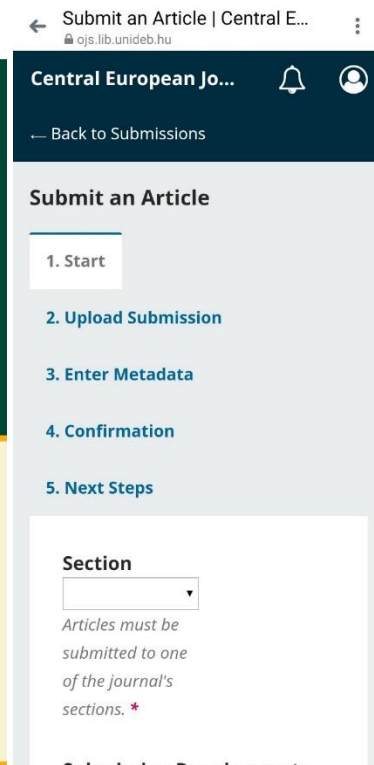 ← Submit an Article | Central E...
ojs.lib.unideb.hu
Central European Jo...
← Back to Submissions
Submit an Article
1. Start
2. Upload Submission
3. Enter Metadata
4. Confirmation
5. Next Steps
Section
Articles must be
submitted to one
of the journal's
sections. *